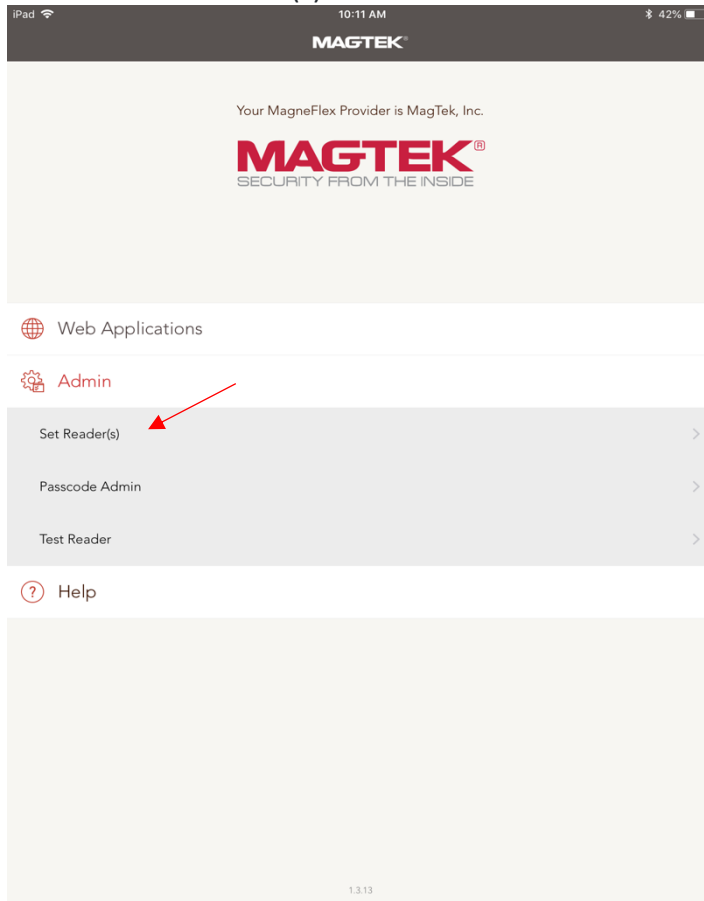 iPad 10:11 AM 42%
MAGTEK®
Your MagneFlex Provider is MagTek, Inc.
MAGTEK®
SECURITY FROM THE INSIDE
Web Applications
Admin
Set Reader(s)
Passcode Admin
Test Reader
? Help
1.3.13